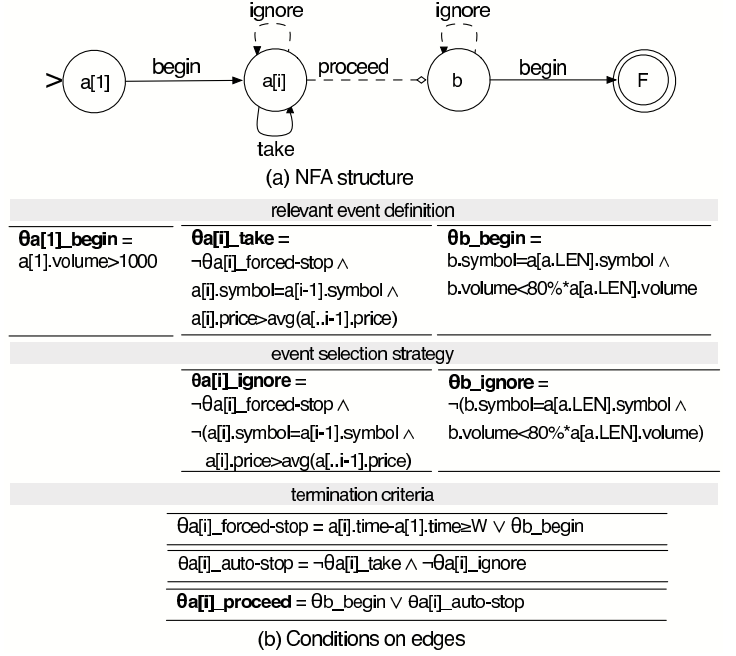 ignore
ignore
begin
proceed
begin
>
a[1]
a[i]
b
F
take
(a) NFA structure
relevant event definition
θa[1]_begin =
a[1].volume>1000
θa[i]_take =
¬θa[i]_forced-stop ∧
a[i].symbol=a[i-1].symbol ∧
a[i].price>avg(a[..i-1].price)
θb_begin =
b.symbol=a[a.LEN].symbol ∧
b.volume<80%*a[a.LEN].volume
event selection strategy
θa[i]_ignore =
¬θa[i]_forced-stop ∧
¬(a[i].symbol=a[i-1].symbol ∧
a[i].price>avg(a[..i-1].price)
θb_ignore =
¬(b.symbol=a[a.LEN].symbol ∧
b.volume<80%*a[a.LEN].volume)
termination criteria
θa[i]_forced-stop = a[i].time-a[1].time≥W ∨ θb_begin
θa[i]_auto-stop = ¬θa[i]_take ∧ ¬θa[i]_ignore
θa[i]_proceed = θb_begin ∨ θa[i]_auto-stop
(b) Conditions on edges